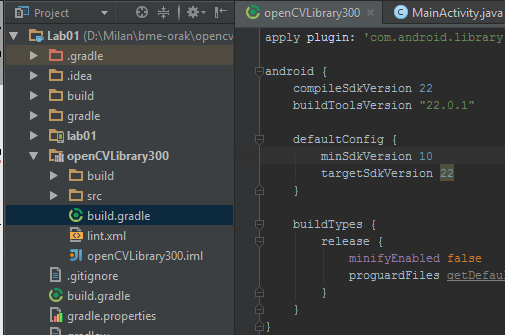 Project
Lab01 (D:\Milan\bme-orak\opencv
.gradle
.idea
build
gradle
lab01
openCVLibrary300
build
src
build.gradle
lint.xml
openCVLibrary300.iml
.gitignore
build.gradle
gradle.properties
gradlew
openCVLibrary300 × MainActivity.java
apply plugin: 'com.android.library
android {
compileSdkVersion 22
buildToolsVersion "22.0.1"
defaultConfig {
minSdkVersion 10
targetSdkVersion 22
}
buildTypes {
release {
minifyEnabled false
proguardFiles getDefau
}
}
}